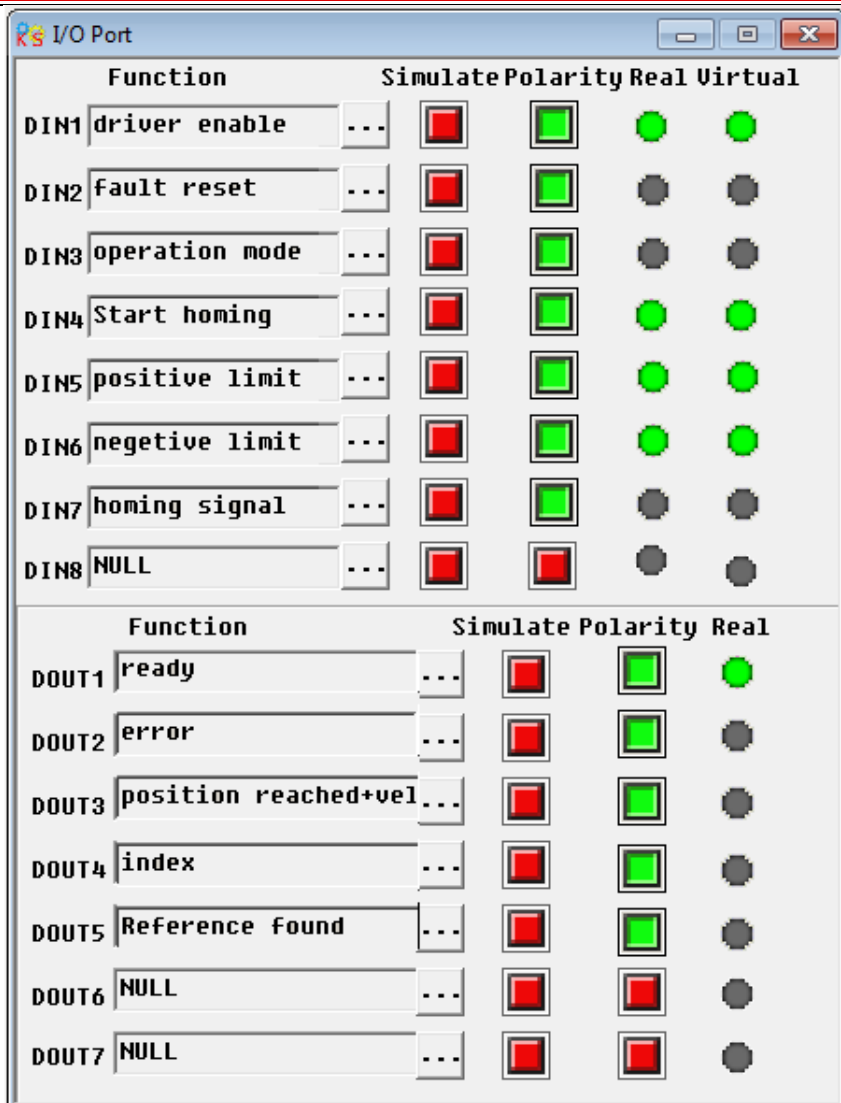 I/O Port
Function Simulate Polarity Real Virtual
DIN1 driver enable ...
DIN2 fault reset ...
DIN3 operation mode ...
DIN4 Start homing ...
DIN5 positive limit ...
DIN6 negetive limit ...
DIN7 homing signal ...
DIN8 NULL ...
Function Simulate Polarity Real
DOUT1 ready ...
DOUT2 error ...
DOUT3 position reached+vel ...
DOUT4 index ...
DOUT5 Reference found ...
DOUT6 NULL ...
DOUT7 NULL ...